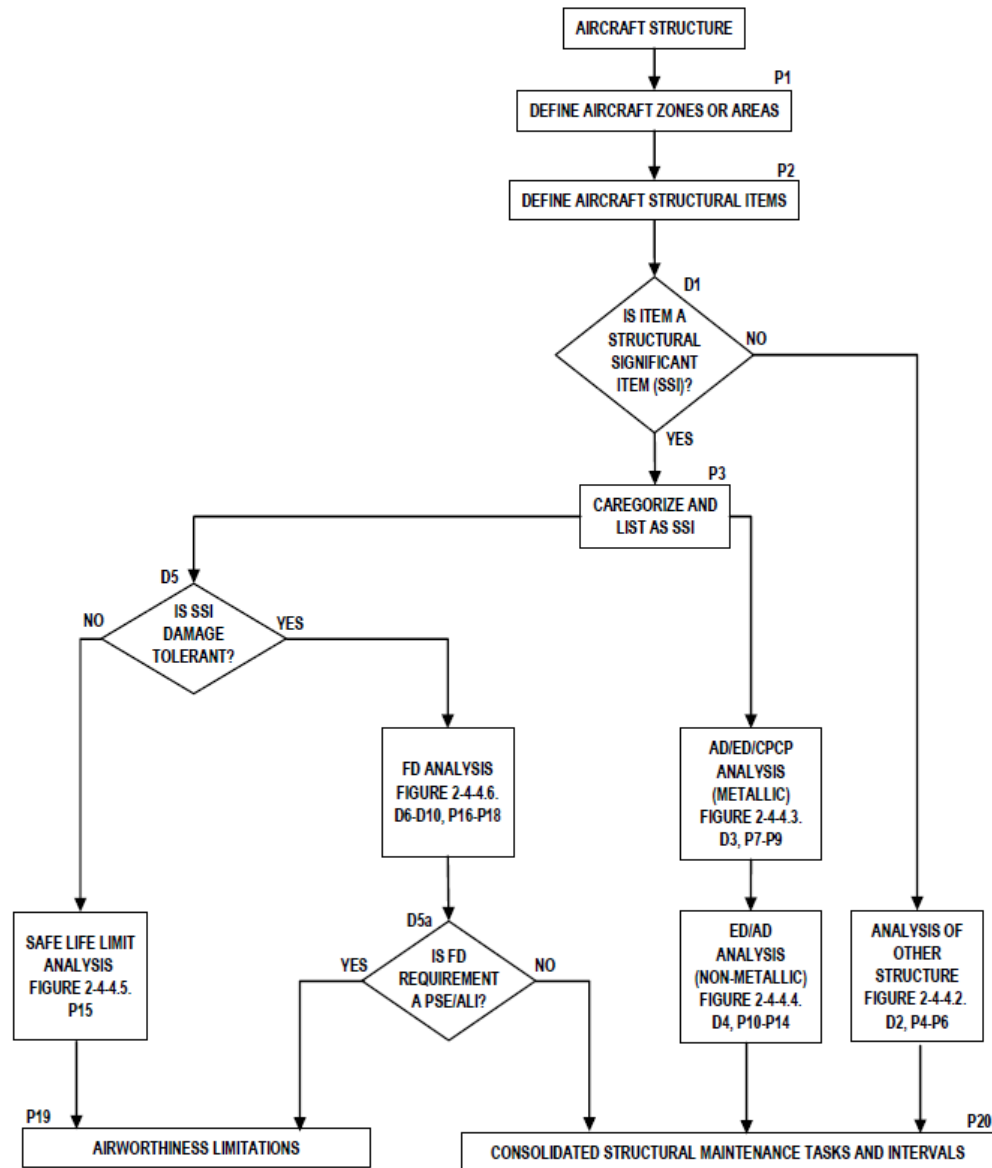 AIRCRAFT STRUCTURE
P1
DEFINE AIRCRAFT ZONES OR AREAS
P2
DEFINE AIRCRAFT STRUCTURAL ITEMS
D1
IS ITEM A
STRUCTURAL
SIGNIFICANT
ITEM (SSI)?
NO
YES
P3
CAREGORIZE AND
LIST AS SSI
D5
IS SSI
DAMAGE
TOLERANT?
NO
YES
FD ANALYSIS
FIGURE 2-4-4.6.
D6-D10, P16-P18
AD/ED/CPCP
ANALYSIS
(METALLIC)
FIGURE 2-4-4.3.
D3, P7-P9
SAFE LIFE LIMIT
ANALYSIS
FIGURE 2-4-4.5.
P15
D5a
IS FD
REQUIREMENT
A PSE/ALI?
YES
NO
ED/AD
ANALYSIS
(NON-METALLIC)
FIGURE 2-4-4.4.
D4, P10-P14
ANALYSIS OF
OTHER
STRUCTURE
FIGURE 2-4-4.2.
D2, P4-P6
P19
AIRWORTHINESS LIMITATIONS
P20
CONSOLIDATED STRUCTURAL MAINTENANCE TASKS AND INTERVALS